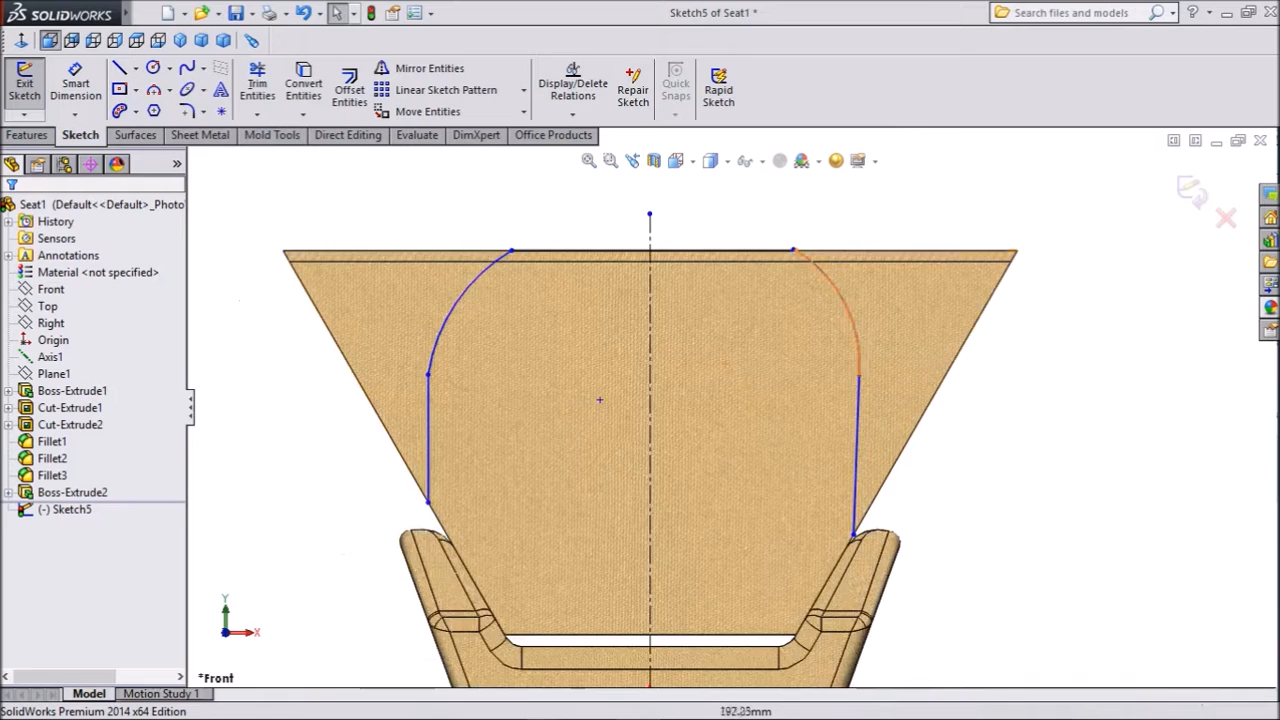 SOLIDWORKS
Sketch5 of Seat1 *
Search files and models
Exit Sketch
Smart Dimension
Trim Entities
Convert Entities
Offset Entities
Mirror Entities
Linear Sketch Pattern
Move Entities
Display/Delete Relations
Repair Sketch
Quick Snaps
Rapid Sketch
Features
Sketch
Surfaces
Sheet Metal
Mold Tools
Direct Editing
Evaluate
DimXpert
Office Products
Seat1 (Default<<Default>_Photo
History
Sensors
Annotations
Material <not specified>
Front
Top
Right
Origin
Axis1
Plane1
Boss-Extrude1
Cut-Extrude1
Cut-Extrude2
Fillet1
Fillet2
Fillet3
Boss-Extrude2
(-) Sketch5
Y
X
*Front
Model
Motion Study 1
SolidWorks Premium 2014 x64 Edition